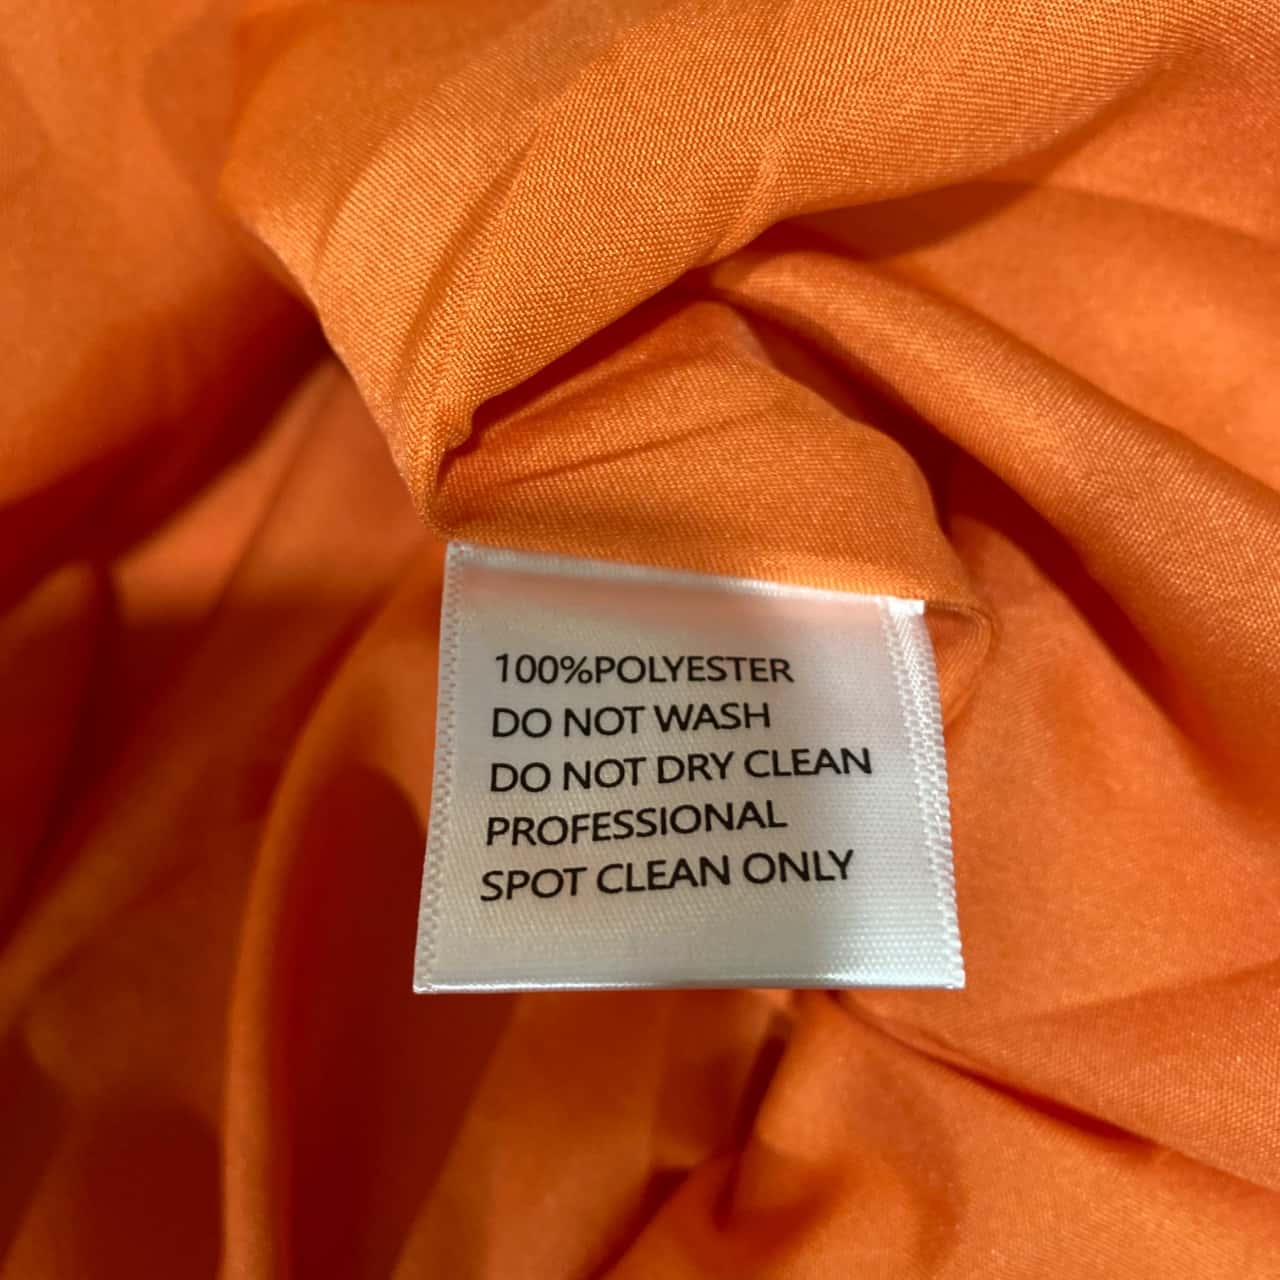 100%POLYESTER
DO NOT WASH
DO NOT DRY CLEAN
PROFESSIONAL
SPOT CLEAN ONLY